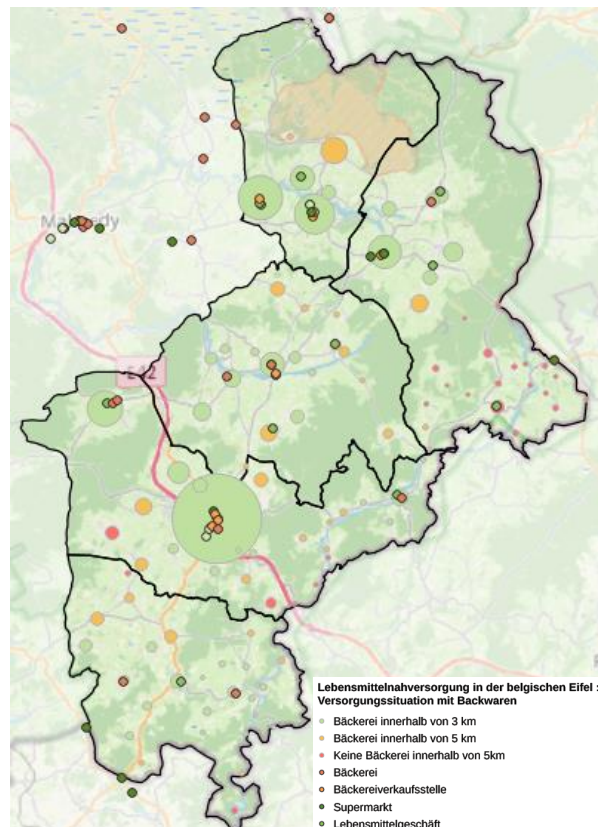 Malmedy
E42
Lebensmittelnahversorgung in der belgischen Eifel :
Versorgungssituation mit Backwaren
Bäckerei innerhalb von 3 km
Bäckerei innerhalb von 5 km
Keine Bäckerei innerhalb von 5km
Bäckerei
Bäckereiverkaufsstelle
Supermarkt
Lebensmittelgeschäft